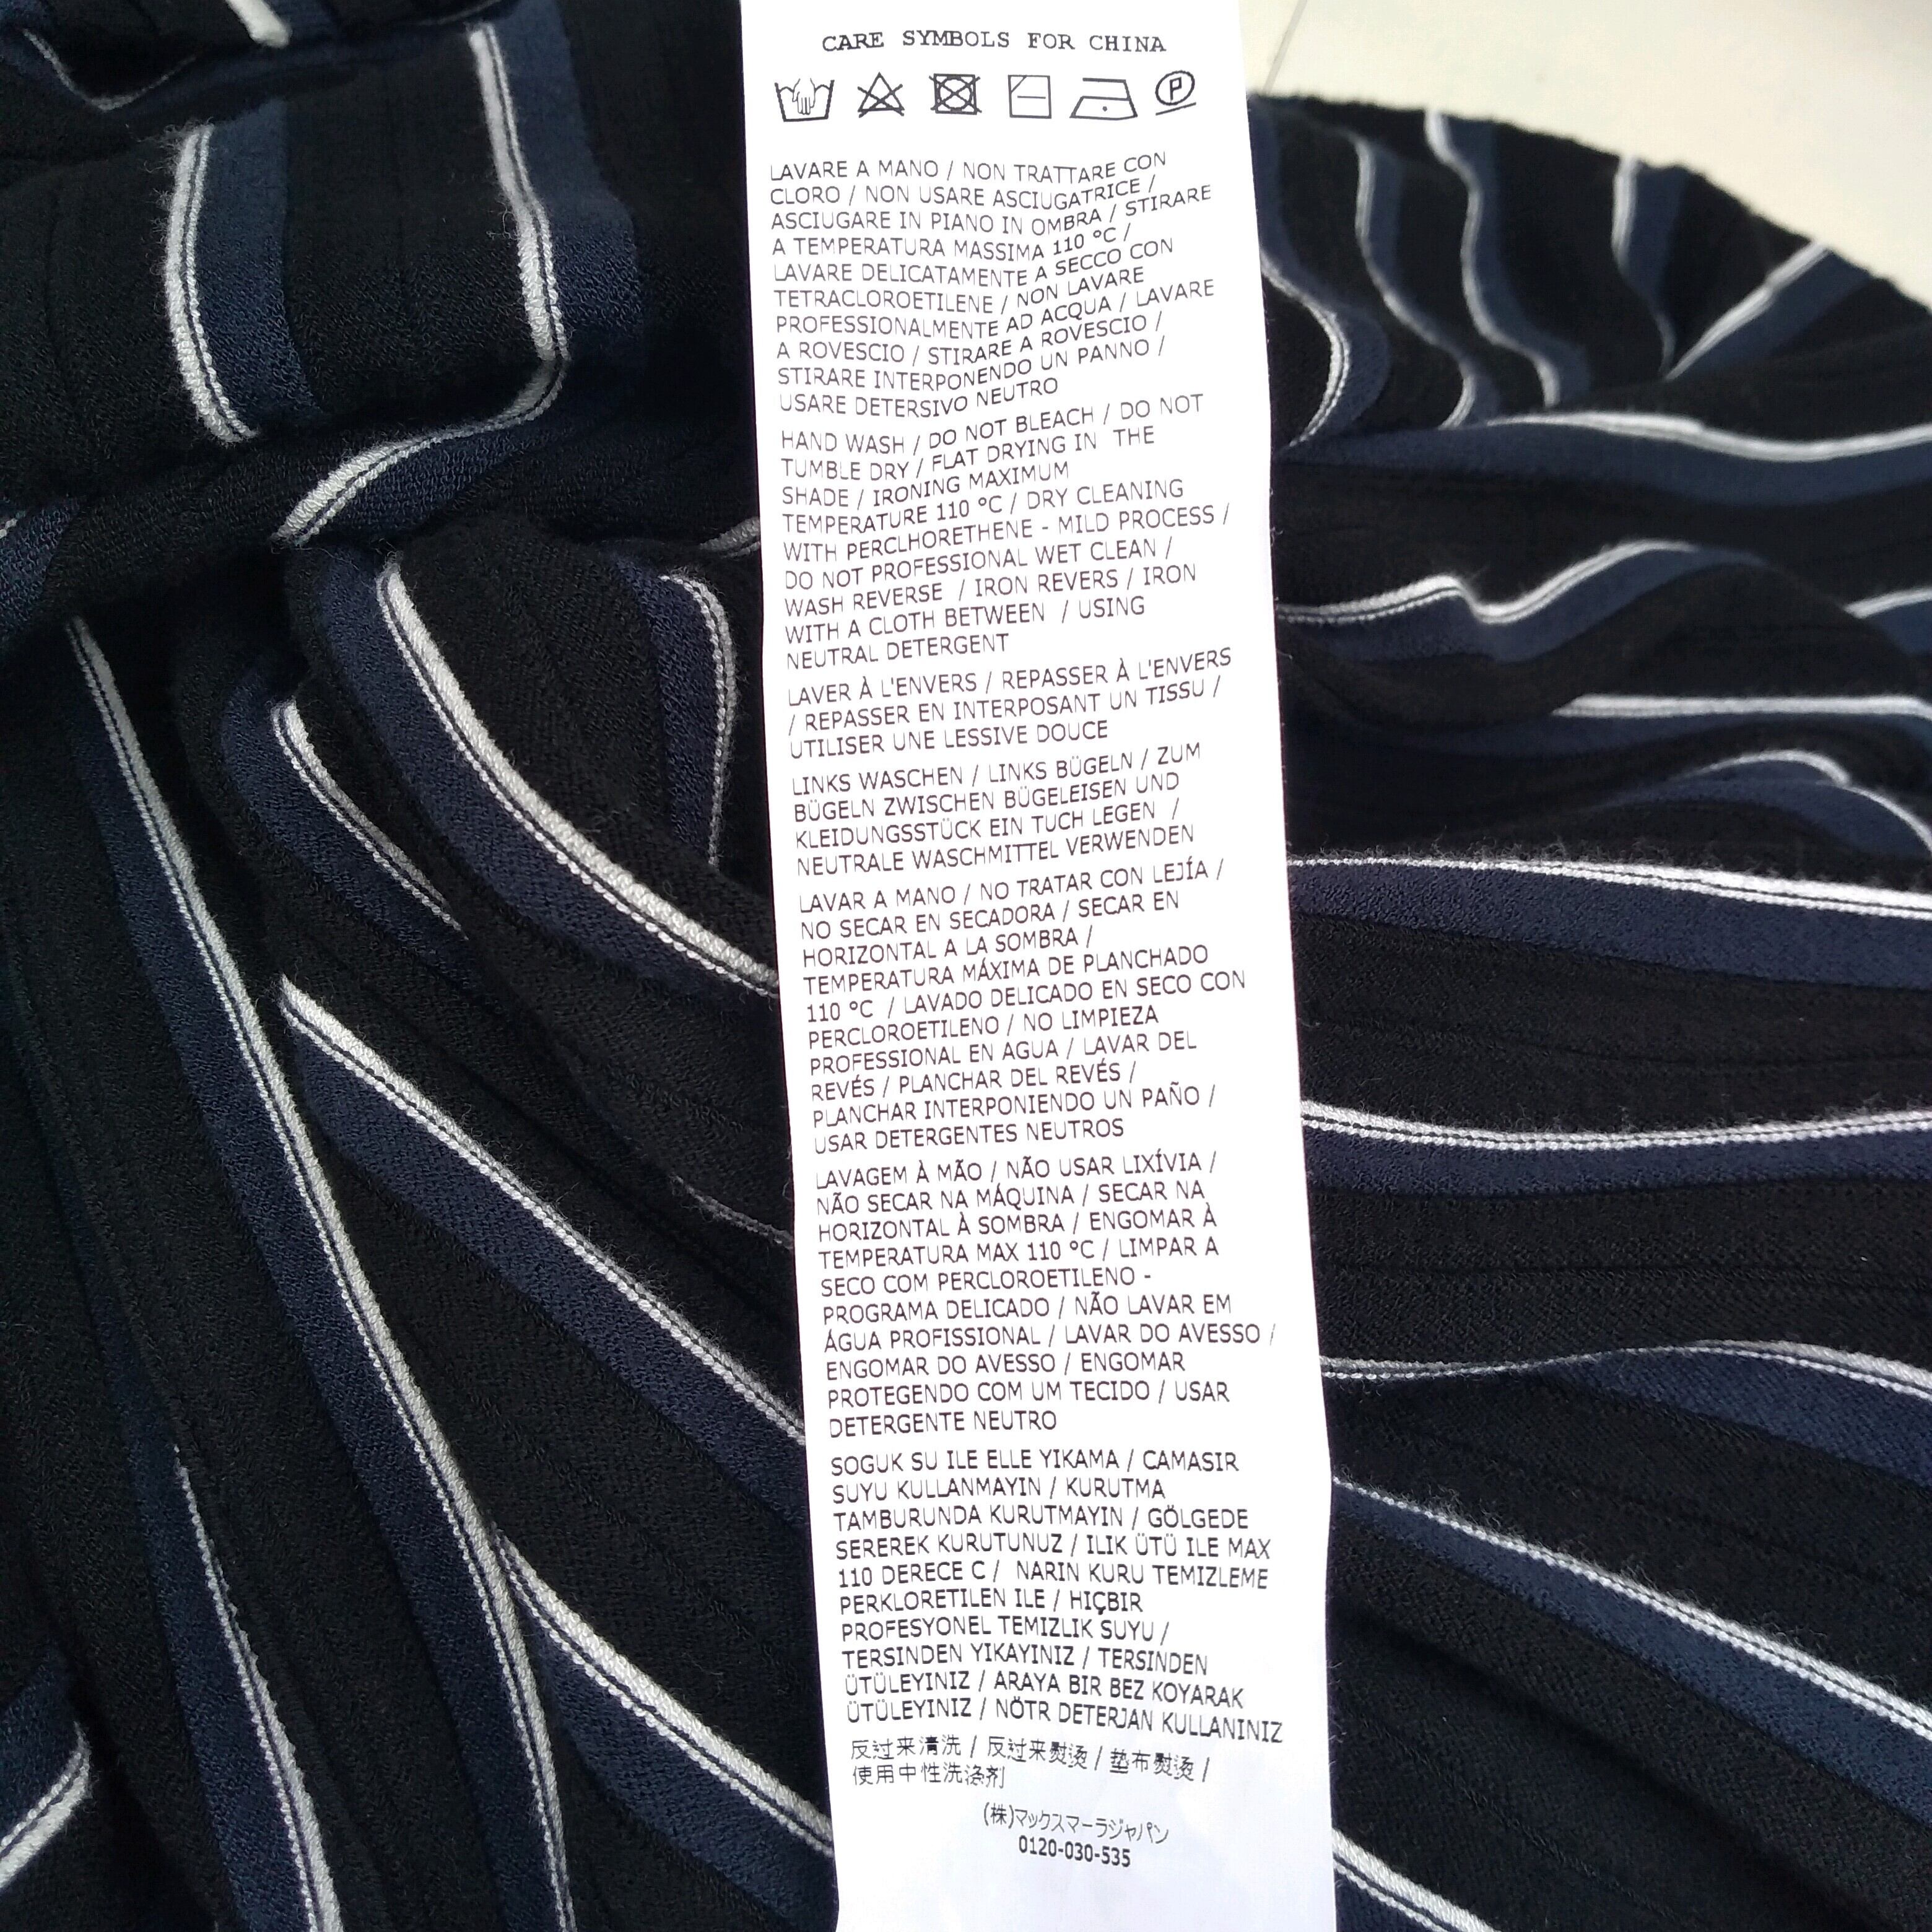 CARE SYMBOLS FOR CHINA
P
LAVARE A MANO / NON TRATTARE CON
CLORO / NON USARE ASCIUGATRICE /
ASCIUGARE IN PIANO IN OMBRA / STIRARE
A TEMPERATURA MASSIMA 110 °C /
LAVARE DELICATAMENTE A SECCO CON
TETRACLOROETILENE / NON LAVARE
PROFESSIONALMENTE AD ACQUA / LAVARE
A ROVESCIO / STIRARE A ROVESCIO /
STIRARE INTERPONENDO UN PANNO /
USARE DETERSIVO NEUTRO
HAND WASH / DO NOT BLEACH / DO NOT
TUMBLE DRY / FLAT DRYING IN THE
SHADE / IRONING MAXIMUM
TEMPERATURE 110 °C / DRY CLEANING
WITH PERCLHORETHENE - MILD PROCESS /
DO NOT PROFESSIONAL WET CLEAN /
WASH REVERSE / IRON REVERS / IRON
WITH A CLOTH BETWEEN / USING
NEUTRAL DETERGENT
LAVER À L'ENVERS / REPASSER À L'ENVERS
/ REPASSER EN INTERPOSANT UN TISSU /
UTILISER UNE LESSIVE DOUCE
LINKS WASCHEN / LINKS BÜGELN / ZUM
BÜGELN ZWISCHEN BÜGELEISEN UND
KLEIDUNGSSTÜCK EIN TUCH LEGEN /
NEUTRALE WASCHMITTEL VERWENDEN
LAVAR A MANO / NO TRATAR CON LEJÍA /
NO SECAR EN SECADORA / SECAR EN
HORIZONTAL A LA SOMBRA /
TEMPERATURA MÁXIMA DE PLANCHADO
110 °C / LAVADO DELICADO EN SECO CON
PERCLOROETILENO / NO LIMPIEZA
PROFESSIONAL EN AGUA / LAVAR DEL
REVÉS / PLANCHAR DEL REVÉS /
PLANCHAR INTERPONIENDO UN PAÑO /
USAR DETERGENTES NEUTROS
LAVAGEM À MÃO / NÃO USAR LIXÍVIA /
NÃO SECAR NA MÁQUINA / SECAR NA
HORIZONTAL À SOMBRA / ENGOMAR À
TEMPERATURA MAX 110 °C / LIMPAR A
SECO COM PERCLOROETILENO -
PROGRAMA DELICADO / NÃO LAVAR EM
ÁGUA PROFISSIONAL / LAVAR DO AVESSO /
ENGOMAR DO AVESSO / ENGOMAR
PROTEGENDO COM UM TECIDO / USAR
DETERGENTE NEUTRO
SOGUK SU ILE ELLE YIKAMA / CAMASIR
SUYU KULLANMAYIN / KURUTMA
TAMBURUNDA KURUTMAYIN / GÖLGEDE
SEREREK KURUTUNUZ / ILIK ÜTÜ ILE MAX
110 DERECE C / NARIN KURU TEMIZLEME
PERKLORETILEN ILE / HIÇBIR
PROFESYONEL TEMIZLIK SUYU /
TERSINDEN YIKAYINIZ / TERSINDEN
ÜTÜLEYINIZ / ARAYA BIR BEZ KOYARAK
ÜTÜLEYINIZ / NÖTR DETERJAN KULLANINIZ
反过来清洗 / 反过来熨烫 / 垫布熨烫 /
使用中性洗涤剂
(株)マックスマーラジャパン
0120-030-535